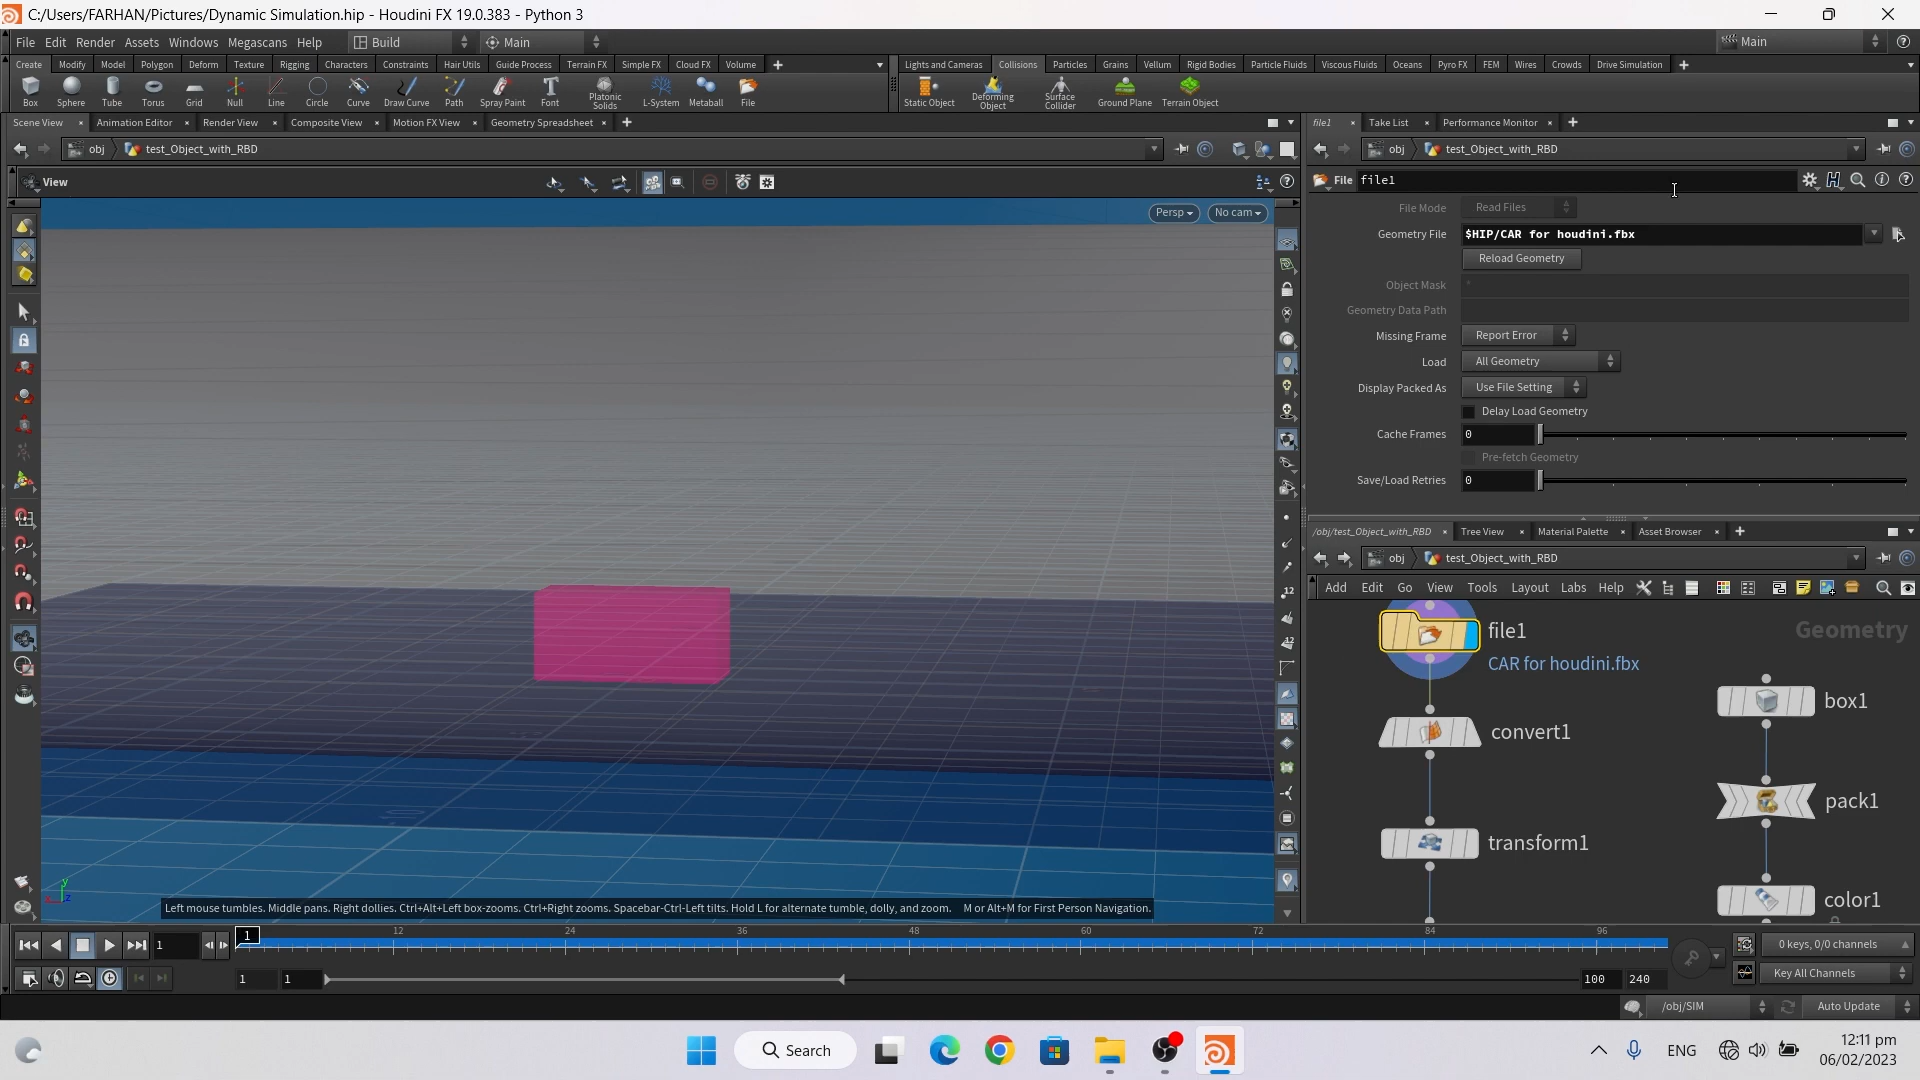 C:/Users/FARHAN/Pictures/Dynamic Simulation.hip - Houdini FX 19.0.383 - Python 3
File Edit Render Assets Windows Megascans Help Build Main Main
Create Modify Model Polygon Deform Texture Rigging Characters Constraints Hair Utils Guide Process Terrain FX Simple FX Cloud FX Volume
Lights and Cameras Collisions Particles Grains Vellum Rigid Bodies Particle Fluids Viscous Fluids Oceans Pyro FX FEM Wires Crowds Drive Simulation
Box Sphere Tube Torus Grid Null Line Circle Curve Draw Curve Path Spray Paint Font Platonic Solids L-System Metaball File
Static Object Deforming Object Surface Collider Ground Plane Terrain Object
Scene View Animation Editor Render View Composite View Motion FX View Geometry Spreadsheet
obj test_Object_with_RBD
View
Persp No cam
Left mouse tumbles. Middle pans. Right dollies. Ctrl+Alt+Left box-zooms. Ctrl+Right zooms. Spacebar-Ctrl-Left tilts. Hold L for alternate tumble, dolly, and zoom. M or Alt+M for First Person Navigation.
file1 Take List Performance Monitor
obj test_Object_with_RBD
File file1
File Mode Read Files
Geometry File $HIP/CAR for houdini.fbx
Reload Geometry
Object Mask *
Geometry Data Path
Missing Frame Report Error
Load All Geometry
Display Packed As Use File Setting
Delay Load Geometry
Cache Frames 0
Pre-fetch Geometry
Save/Load Retries 0
/obj/test_Object_with_RBD Tree View Material Palette Asset Browser
obj test_Object_with_RBD
Add Edit Go View Tools Layout Labs Help
Geometry
file1
CAR for houdini.fbx
box1
convert1
pack1
transform1
color1
1 1 12 24 36 48 60 72 84 96
0 keys, 0/0 channels
1 1 100 240
Key All Channels
/obj/SIM Auto Update
Search
ENG
12:11 pm
06/02/2023